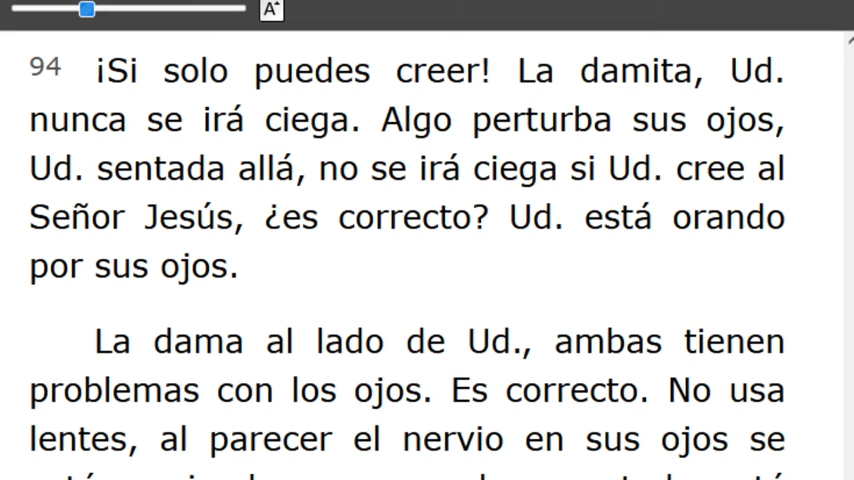 A
94 ¡Si solo puedes creer! La damita, Ud.
nunca se irá ciega. Algo perturba sus ojos,
Ud. sentada allá, no se irá ciega si Ud. cree al
Señor Jesús, ¿es correcto? Ud. está orando
por sus ojos.
La dama al lado de Ud., ambas tienen
problemas con los ojos. Es correcto. No usa
lentes, al parecer el nervio en sus ojos se